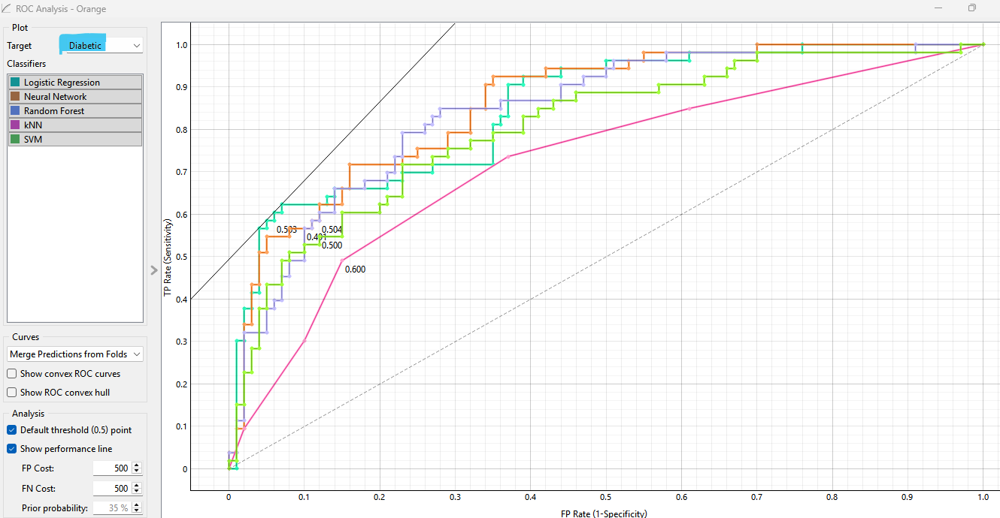 ROC Analysis - Orange
Plot
Target
Diabetic
Classifiers
Logistic Regression
Neural Network
Random Forest
kNN
SVM
Curves
Merge Predictions from Folds
Show convex ROC curves
Show ROC convex hull
Analysis
Default threshold (0.5) point
Show performance line
FP Cost: 500
FN Cost: 500
Prior probability: 35 %
TP Rate (Sensitivity)
1.0
0.9
0.8
0.7
0.6
0.5
0.4
0.3
0.2
0.1
0
0.504
0.500
0.600
0 0.1 0.2 0.3 0.4 0.5 0.6 0.7 0.8 0.9 1.0
FP Rate (1-Specificity)